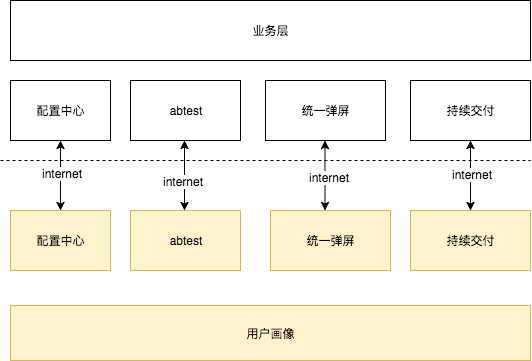 业务层
配置中心
abtest
统一弹屏
持续交付
internet
internet
internet
internet
配置中心
abtest
统一弹屏
持续交付
用户画像